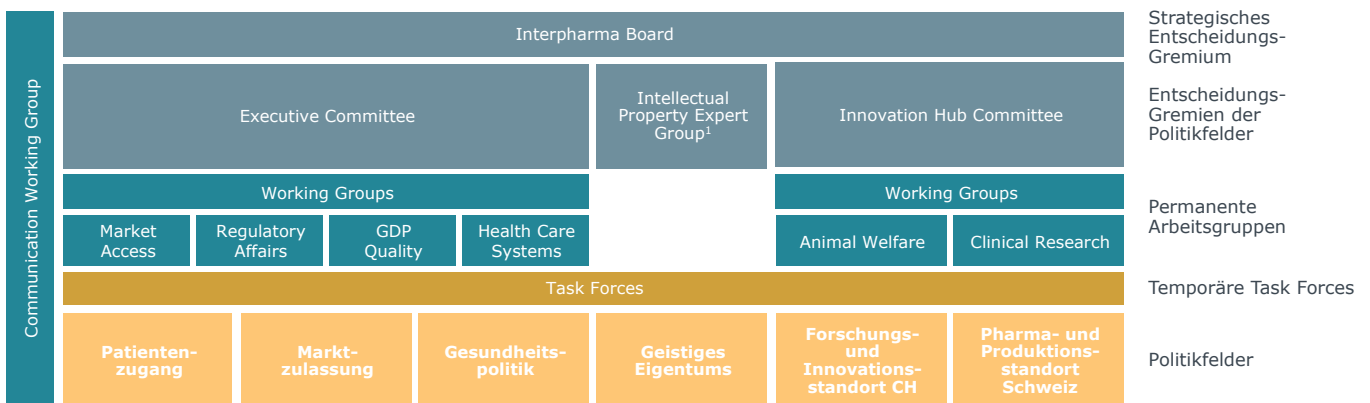 Communication Working Group
Interpharma Board
Strategisches
Entscheidungs-
Gremium
Executive Committee
Intellectual
Property Expert
Group¹
Innovation Hub Committee
Entscheidungs-
Gremien der
Politikfelder
Working Groups
Working Groups
Market
Access
Regulatory
Affairs
GDP
Quality
Health Care
Systems
Animal Welfare
Clinical Research
Permanente
Arbeitsgruppen
Task Forces
Temporäre Task Forces
Patienten-
zugang
Markt-
zulassung
Gesundheits-
politik
Geistiges
Eigentums
Forschungs-
und
Innovations-
standort CH
Pharma- und
Produktions-
standort
Schweiz
Politikfelder